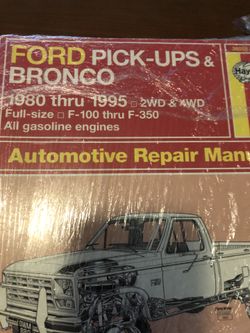 FORD PICK-UPS &
BRONCO
1980 thru 1995 □ 2WD & 4WD
Full-size □ F-100 thru F-350
All gasoline engines
Automotive Repair Manu